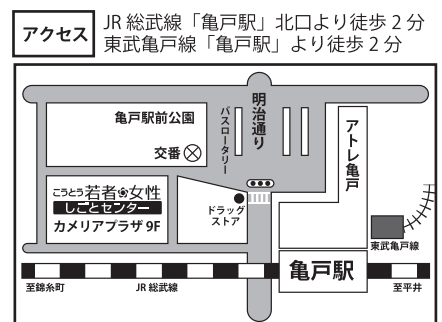 アクセス
JR 総武線「亀戸駅」北口より徒歩 2 分
東武亀戸線「亀戸駅」より徒歩 2 分
明治通り
バスロータリー
亀戸駅前公園
交番
アトレ亀戸
こうとう若者女性
しごとセンター
カメリアプラザ 9F
ドラッグ
ストア
東武亀戸線
亀戸駅
至錦糸町
JR 総武線
至平井